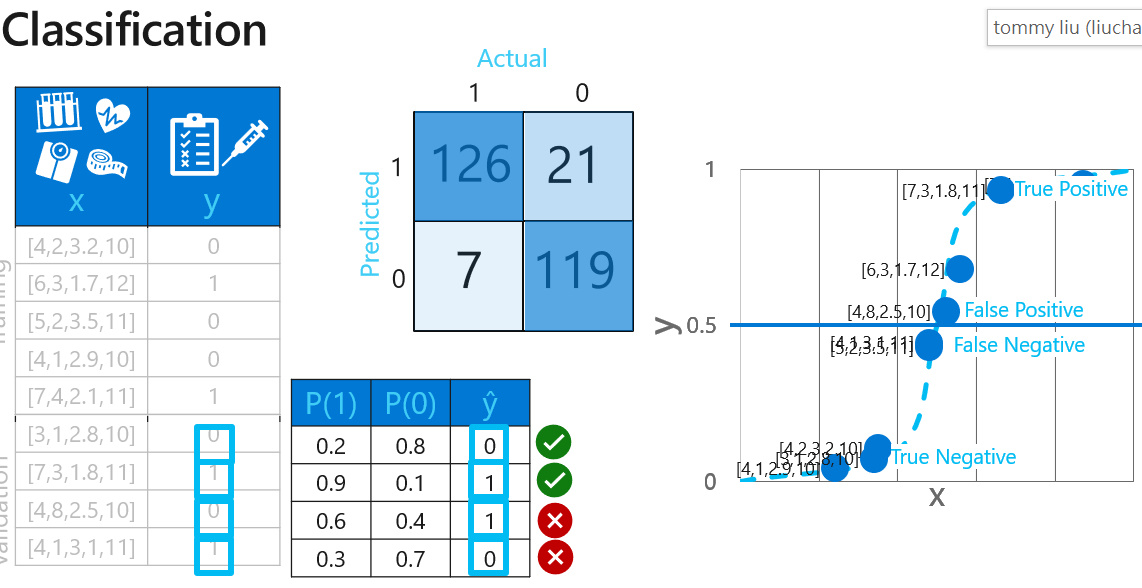 Classification
tommy liu (liucha
Actual
1 0
Predicted
1 126 21
0 7 119
x y
[4,2,3.2,10] 0
[6,3,1.7,12] 1
[5,2,3.5,11] 0
[4,1,2.9,10] 0
[7,4,2.1,11] 1
[3,1,2.8,10] 0
[7,3,1.8,11] 1
[4,8,2.5,10] 0
[4,1,3,1,11] 1
P(1) P(0) ŷ
0.2 0.8 0
0.9 0.1 1
0.6 0.4 1
0.3 0.7 0
1
[7,3,1.8,11] True Positive
[6,3,1.7,12]
[4,8,2.5,10] False Positive
y 0.5
[4,1,3.1,11] False Negative
[5,2,3.5,11]
[4,2,3.2,10]
[3,1,2.8,10] True Negative
[4,1,2.9,10]
0
x